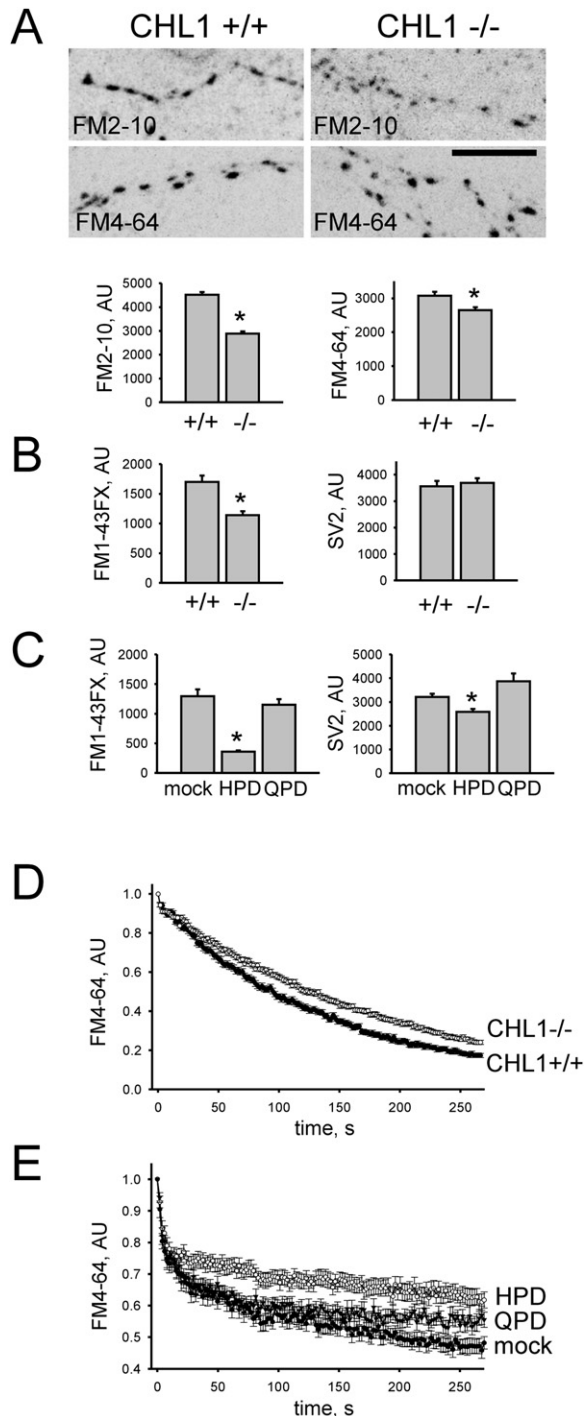 A
CHL1 +/+
CHL1 -/-
FM2-10
FM2-10
FM4-64
FM4-64
FM2-10, AU
5000
4000
3000
2000
1000
0
+/+
*
-/-
FM4-64, AU
3000
2000
1000
0
+/+
*
-/-
B
FM1-43FX, AU
2000
1500
1000
500
0
+/+
*
-/-
SV2, AU
4000
3000
2000
1000
0
+/+
-/-
C
FM1-43FX, AU
2000
1500
1000
500
0
*
mock HPD QPD
SV2, AU
5000
4000
3000
2000
1000
0
*
mock HPD QPD
D
FM4-64, AU
1.0
0.8
0.6
0.4
0.2
0.0
CHL1-/-
CHL1+/+
0 50 100 150 200 250
time, s
E
FM4-64, AU
1.0
0.9
0.8
0.7
0.6
0.5
0.4
HPD
QPD
mock
0 50 100 150 200 250
time, s